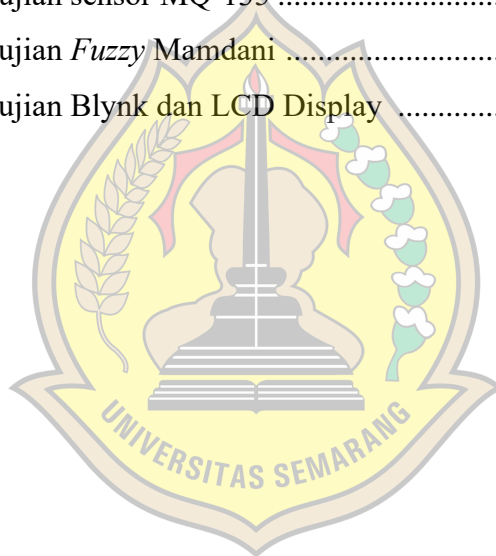 ujian sensor MQ-135 ............................
ujian Fuzzy Mamdani ............................
ujian Blynk dan LCD Display ................
UNIVERSITAS SEMARANG